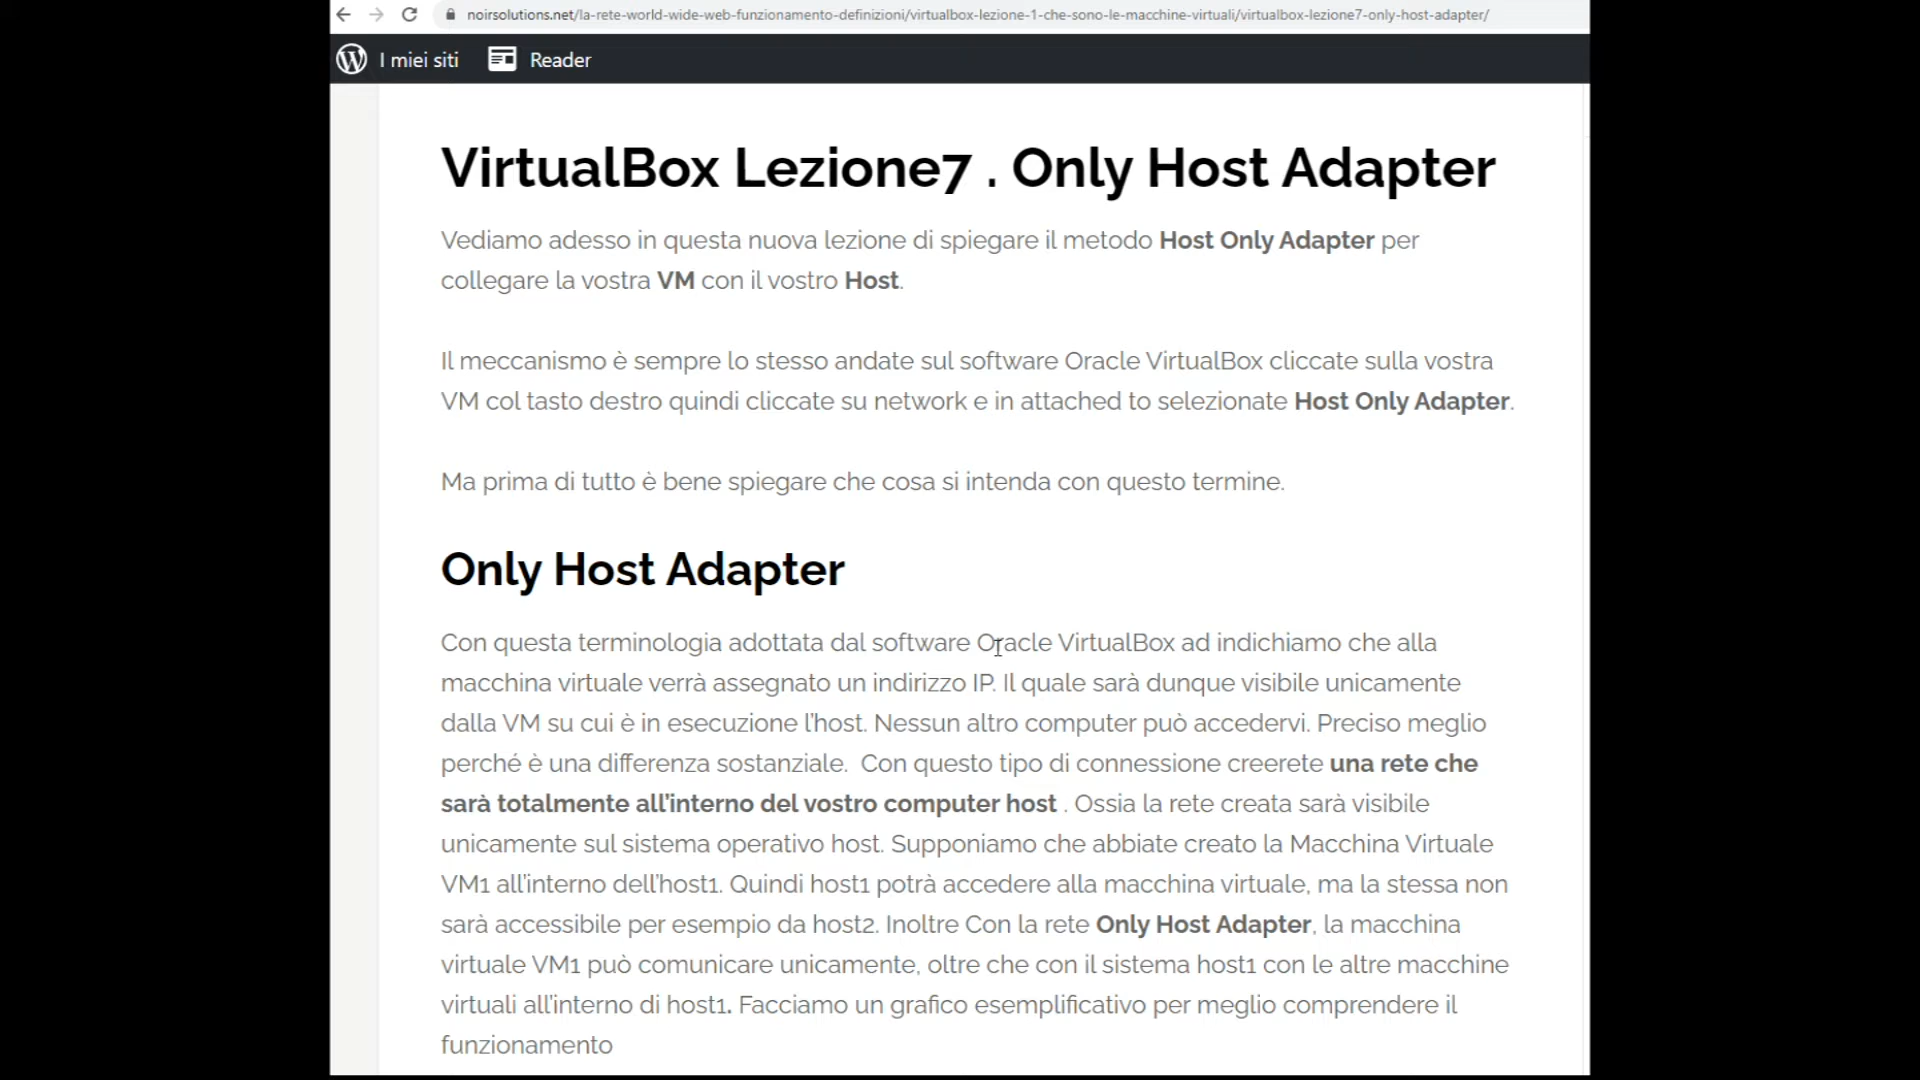 noirsolutions.net/la-rete-world-wide-web-funzionamento-definizioni/virtualbox-lezione-1-che-sono-le-macchine-virtuali/virtualbox-lezione7-only-host-adapter/
I miei siti Reader
VirtualBox Lezione7 . Only Host Adapter
Vediamo adesso in questa nuova lezione di spiegare il metodo Host Only Adapter per
collegare la vostra VM con il vostro Host.
Il meccanismo è sempre lo stesso andate sul software Oracle VirtualBox cliccate sulla vostra
VM col tasto destro quindi cliccate su network e in attached to selezionate Host Only Adapter.
Ma prima di tutto è bene spiegare che cosa si intenda con questo termine.
Only Host Adapter
Con questa terminologia adottata dal software Oracle VirtualBox ad indichiamo che alla
macchina virtuale verrà assegnato un indirizzo IP. Il quale sarà dunque visibile unicamente
dalla VM su cui è in esecuzione l'host. Nessun altro computer può accedervi. Preciso meglio
perché è una differenza sostanziale.  Con questo tipo di connessione creerete una rete che
sarà totalmente all'interno del vostro computer host . Ossia la rete creata sarà visibile
unicamente sul sistema operativo host. Supponiamo che abbiate creato la Macchina Virtuale
VM1 all'interno dell'host1. Quindi host1 potrà accedere alla macchina virtuale, ma la stessa non
sarà accessibile per esempio da host2. Inoltre Con la rete Only Host Adapter, la macchina
virtuale VM1 può comunicare unicamente, oltre che con il sistema host1 con le altre macchine
virtuali all'interno di host1. Facciamo un grafico esemplificativo per meglio comprendere il
funzionamento